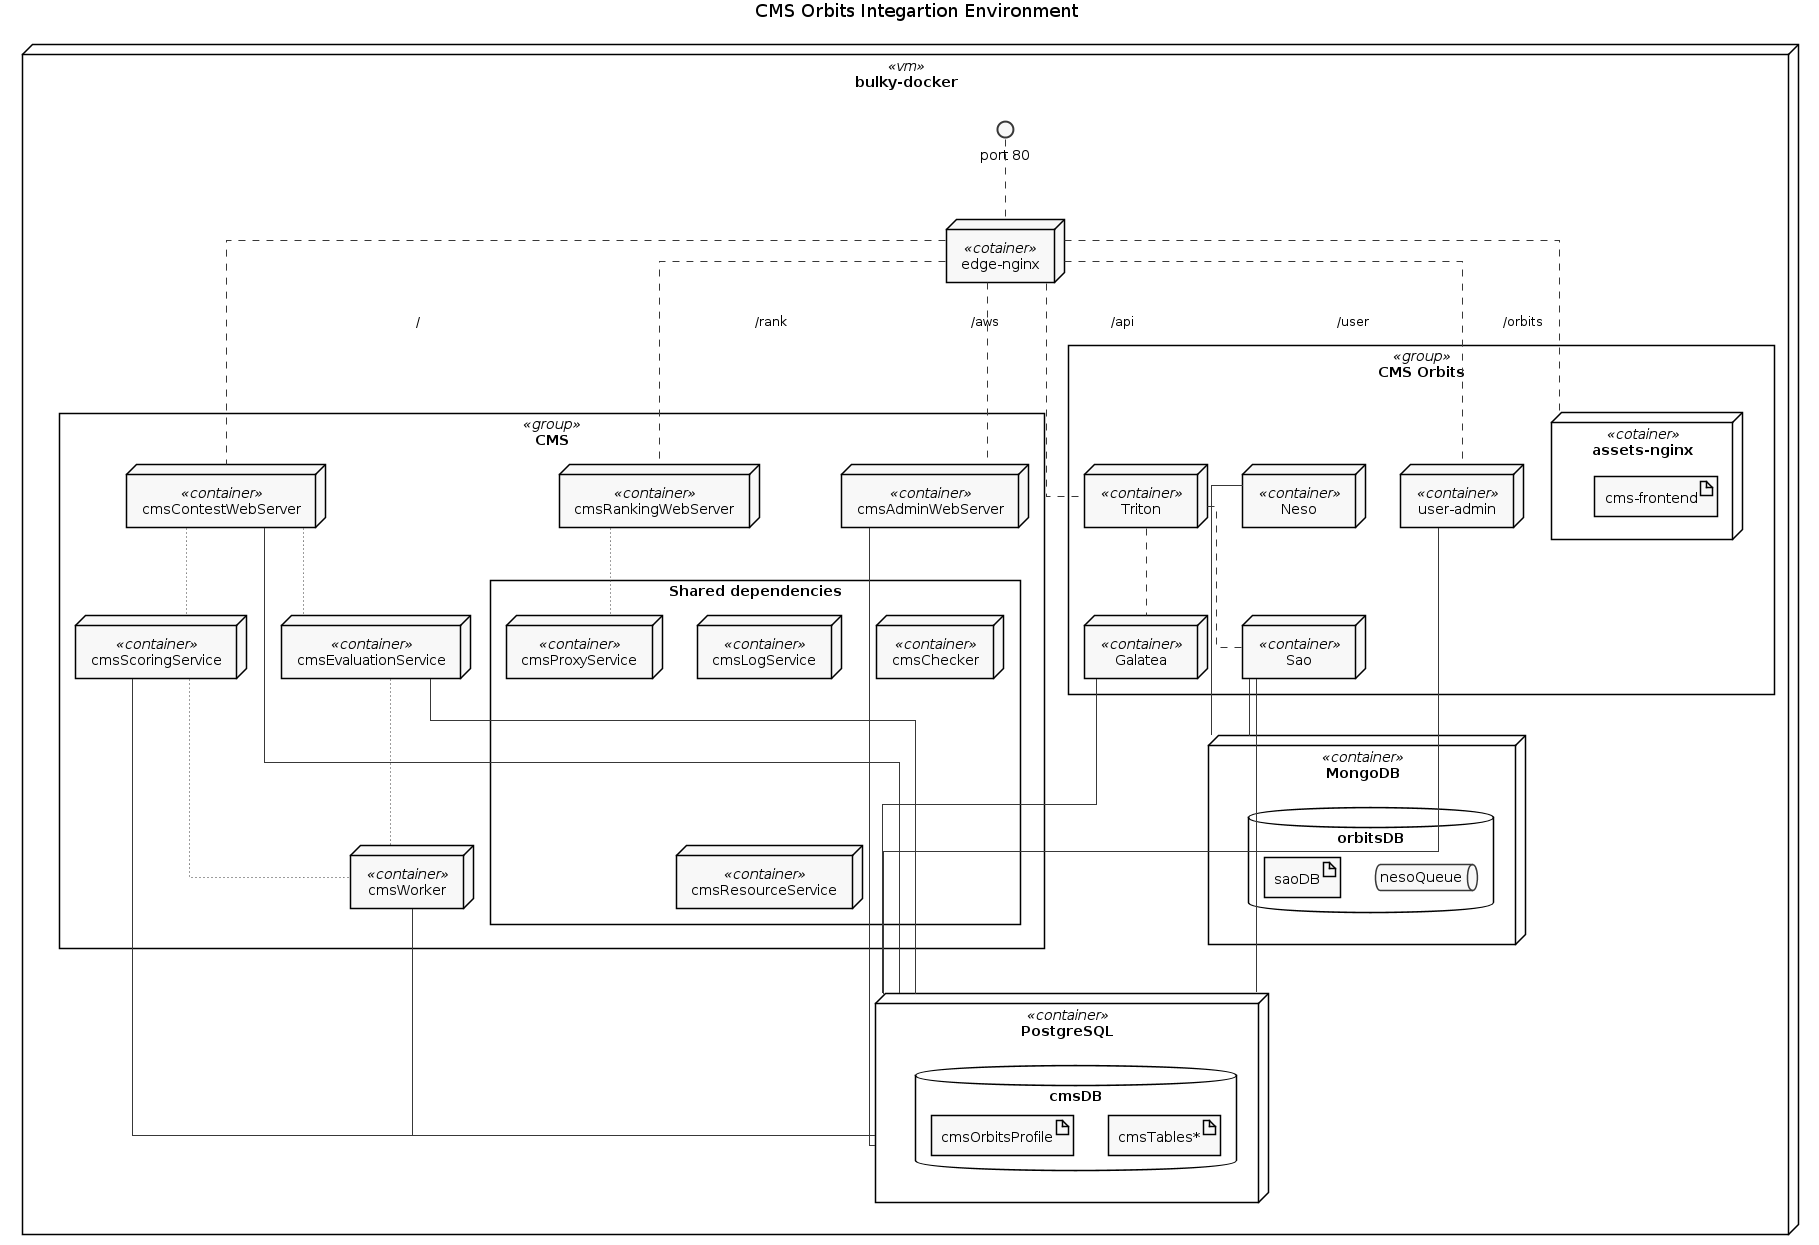 CMS Orbits Integartion Environment
«vm»
bulky-docker
port 80
«cotainer»
edge-nginx
/
/rank
/aws
/api
/user
/orbits
«group»
CMS Orbits
«group»
CMS
«cotainer»
assets-nginx
cms-frontend
«container»
cmsContestWebServer
«container»
cmsRankingWebServer
«container»
cmsAdminWebServer
«container»
Triton
«container»
Neso
«container»
user-admin
Shared dependencies
«container»
cmsScoringService
«container»
cmsEvaluationService
«container»
cmsProxyService
«container»
cmsLogService
«container»
cmsChecker
«container»
Galatea
«container»
Sao
«container»
MongoDB
orbitsDB
saoDB
nesoQueue
«container»
cmsWorker
«container»
cmsResourceService
«container»
PostgreSQL
cmsDB
cmsOrbitsProfile
cmsTables*